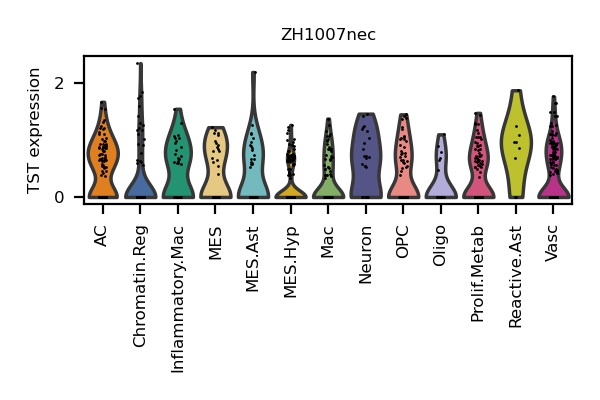 ZH1007nec
TST expression
2
0
AC
Chromatin.Reg
Inflammatory.Mac
MES
MES.Ast
MES.Hyp
Mac
Neuron
OPC
Oligo
Prolif.Metab
Reactive.Ast
Vasc